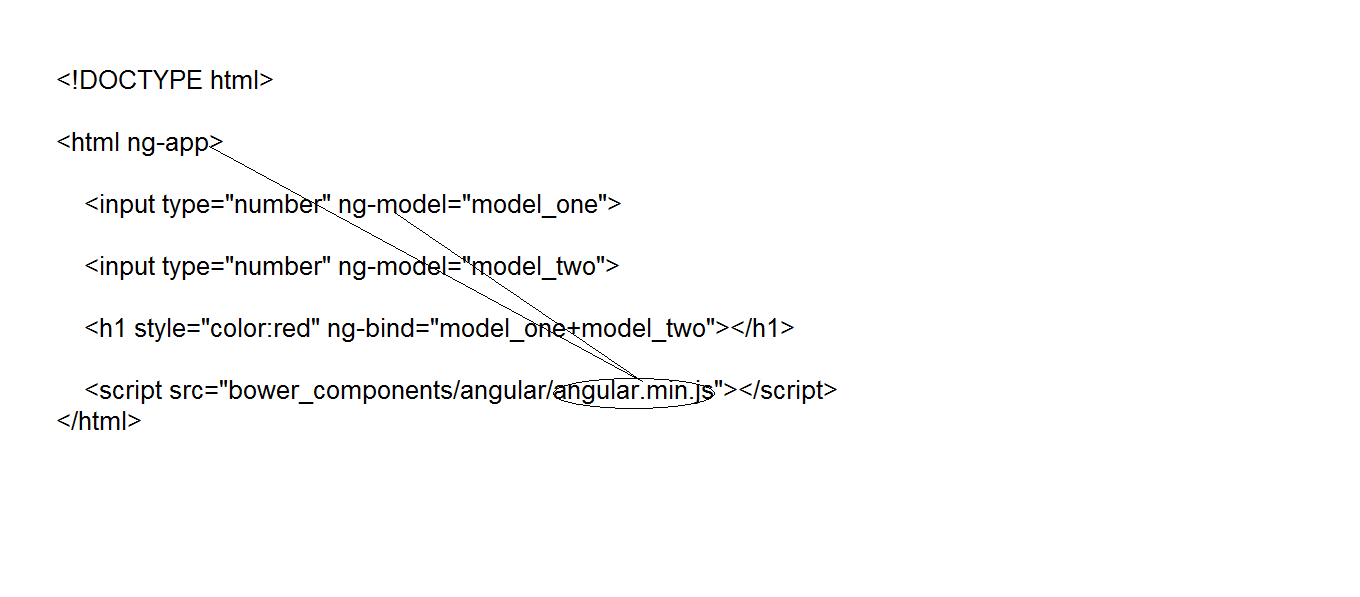 <!DOCTYPE html>
<html ng-app>
<input type="number" ng-model="model_one">
<input type="number" ng-model="model_two">
<h1 style="color:red" ng-bind="model_one+model_two"></h1>
<script src="bower_components/angular/angular.min.js"></script>
</html>